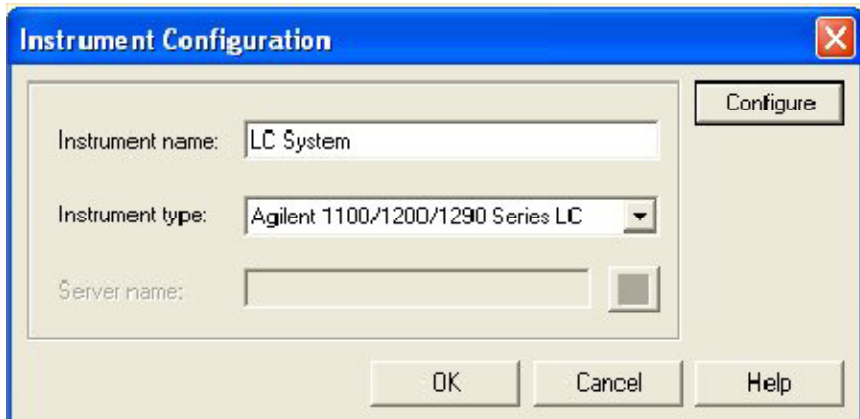 Instrument Configuration
Configure
Instrument name: LC System
Instrument type: Agilent 1100/1200/1290 Series LC
Server name:
OK Cancel Help